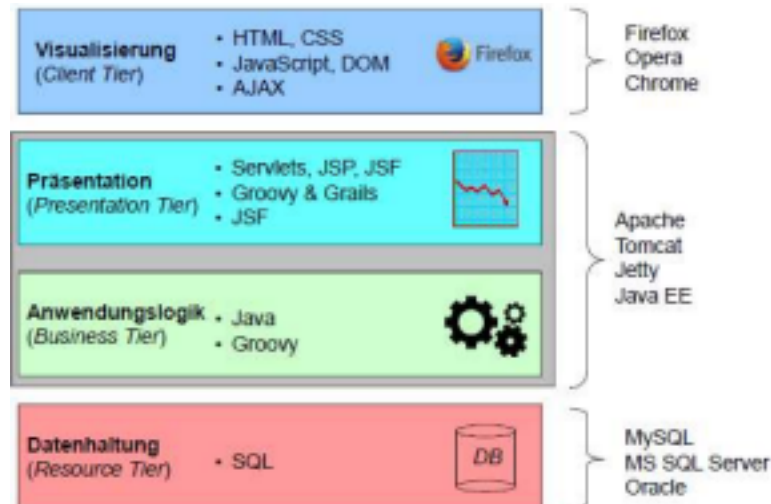 Visualisierung
(Client Tier)
• HTML, CSS
• JavaScript, DOM
• AJAX
Firefox
Firefox
Opera
Chrome
Präsentation
(Presentation Tier)
• Servlets, JSP, JSF
• Groovy & Grails
• JSF
Anwendungslogik
(Business Tier)
• Java
• Groovy
Apache
Tomcat
Jetty
Java EE
Datenhaltung
(Resource Tier)
• SQL
DB
MySQL
MS SQL Server
Oracle